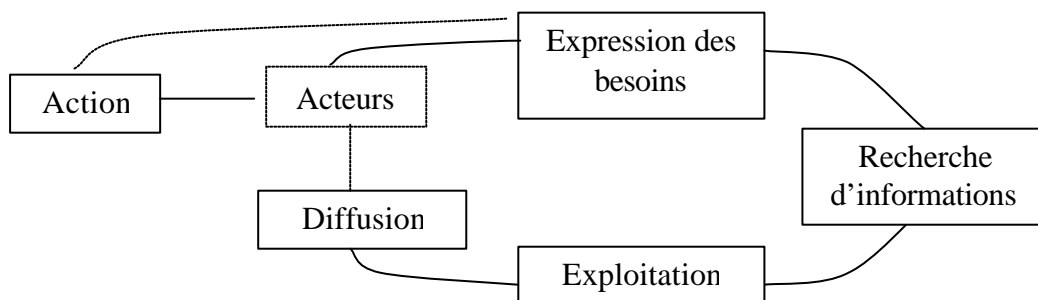 Expression des
besoins
Action
Acteurs
Recherche
d’informations
Diffusion
Exploitation